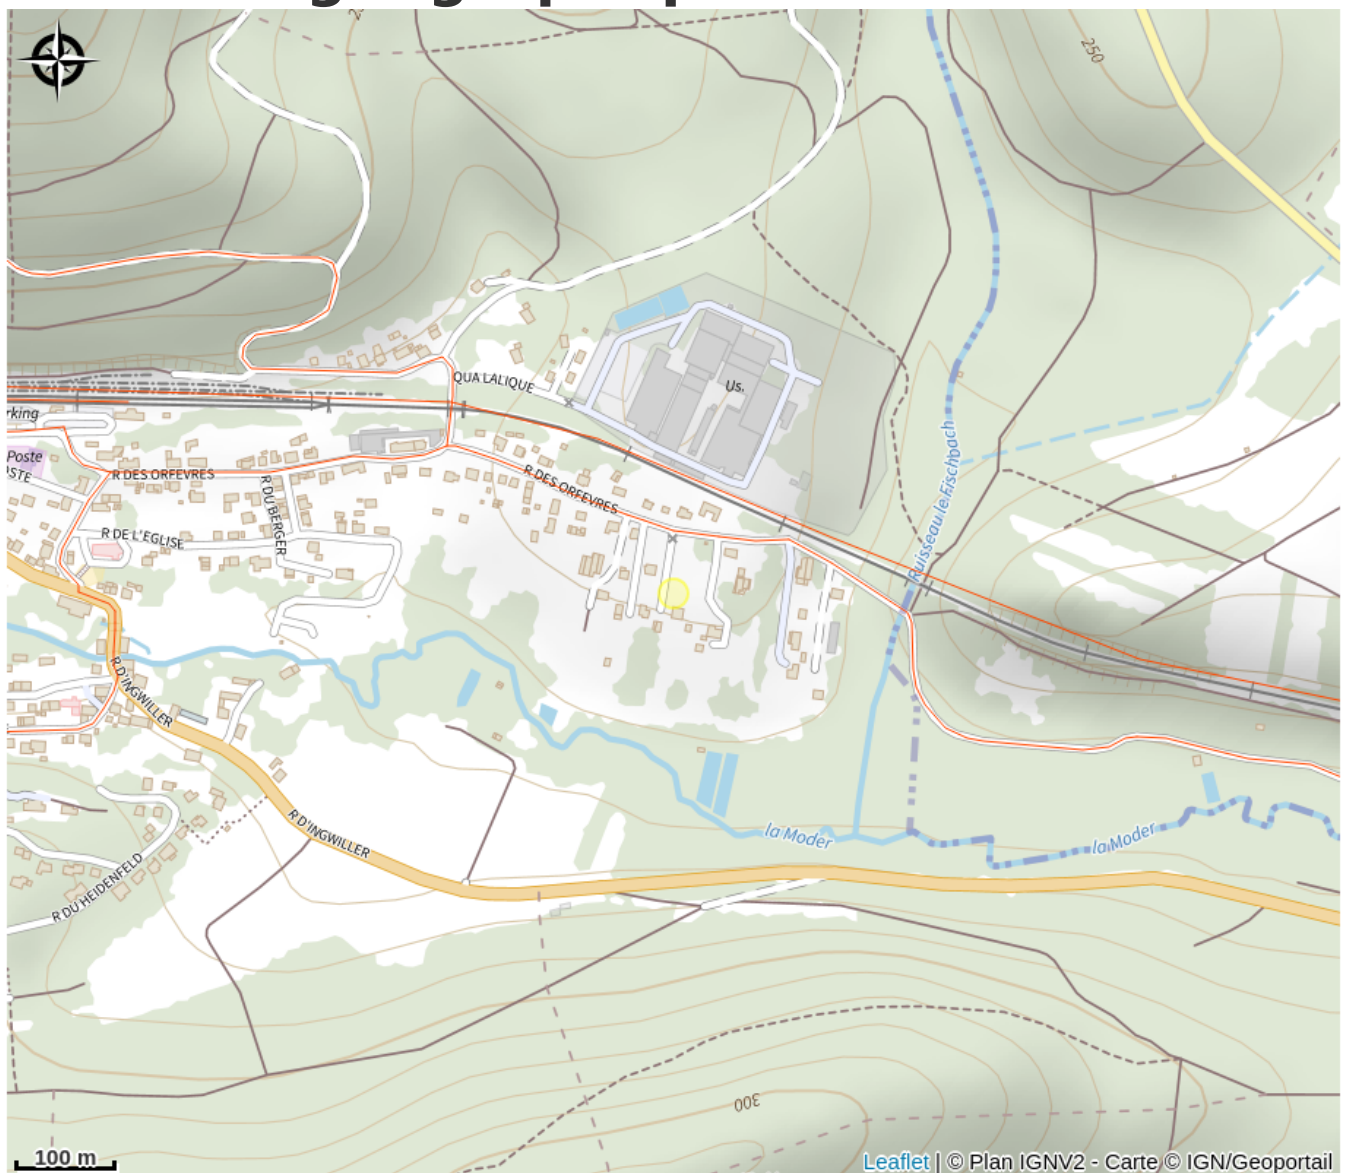 250
QUA LALIQUE
Us.
rking
Poste
OSTE
R DES ORFEVRES
R DES ORFEVRES
R DU BERGER
R DE L'EGLISE
Ruisseau le Fischbach
R D'INGWILLER
R D'INGWILLER
la Moder
la Moder
R DU HEIDENFELD
300
100 m
Leaflet | © Plan IGNV2 - Carte © IGN/Geoportail